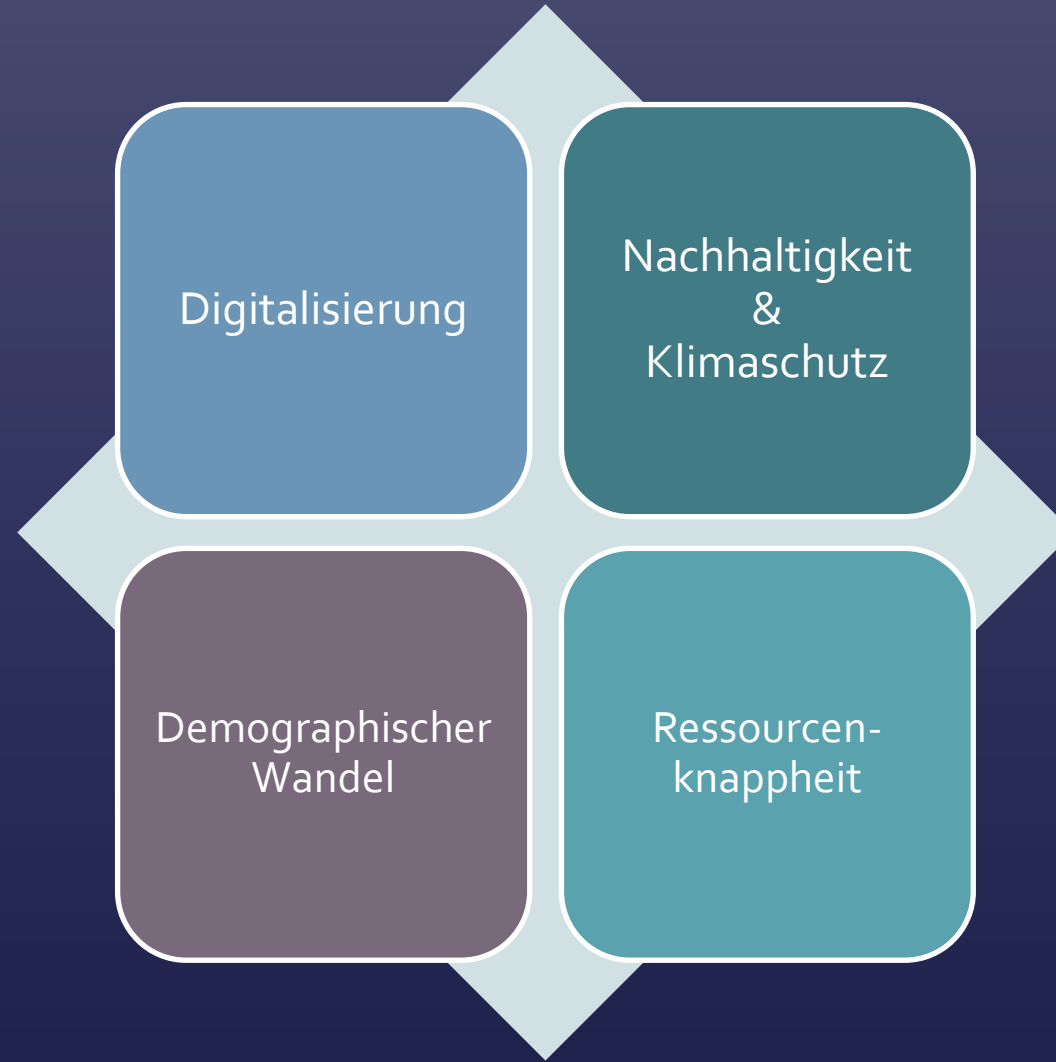 Digitalisierung
Nachhaltigkeit
&
Klimaschutz
Demographischer
Wandel
Ressourcen-
knappheit